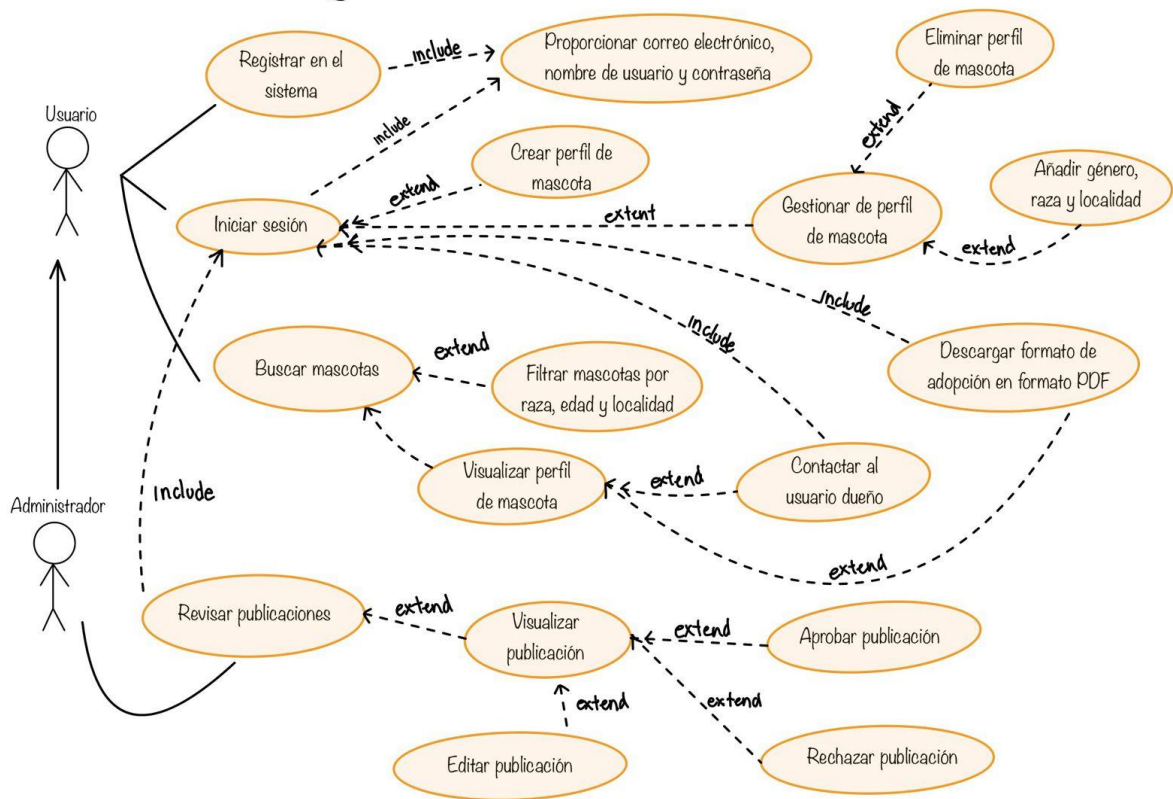 Registrar en el
sistema
include
Proporcionar correo electrónico,
nombre de usuario y contraseña
Eliminar perfil
de mascota
Usuario
include
extend
Crear perfil de
mascota
extend
Añadir género,
raza y localidad
Iniciar sesión
extent
Gestionar de perfil
de mascota
extend
include
include
Buscar mascotas
extend
Filtrar mascotas por
raza, edad y localidad
Descargar formato de
adopción en formato PDF
Visualizar perfil
de mascota
extend
Contactar al
usuario dueño
include
Administrador
extend
Revisar publicaciones
extend
Visualizar
publicación
extend
Aprobar publicación
extend
extend
Editar publicación
Rechazar publicación